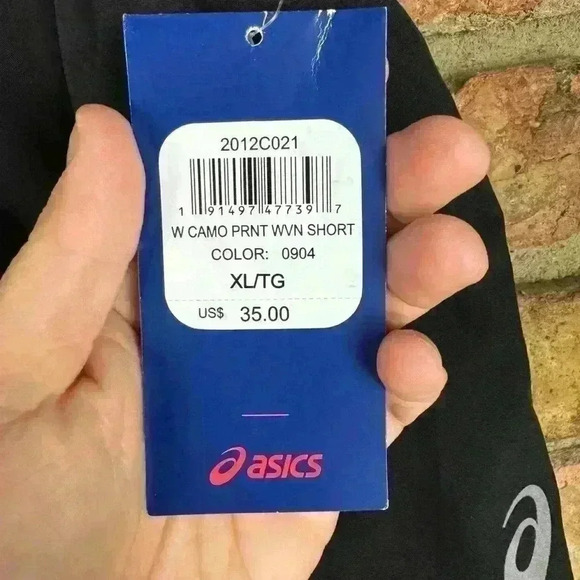 2012C021
1 91497 47739 7
W CAMO PRNT WVN SHORT
COLOR: 0904
XL/TG
US$ 35.00
asics